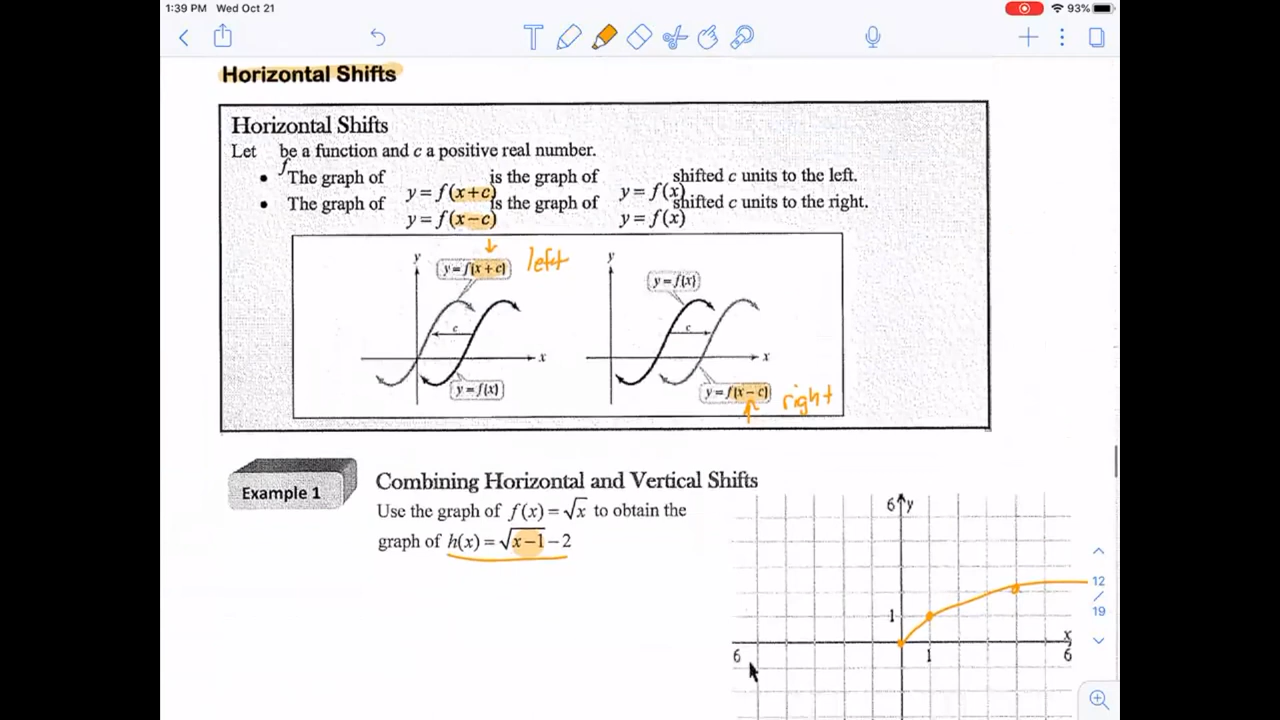 1:39 PM Wed Oct 21
93%
Horizontal Shifts
Horizontal Shifts
Let f be a function and c a positive real number.
• The graph of y = f(x+c) is the graph of y = f(x) shifted c units to the left.
• The graph of y = f(x−c) is the graph of y = f(x) shifted c units to the right.
y
y = f(x + c)
left
c
x
y = f(x)
y
y = f(x)
c
x
y = f(x − c)
right
Example 1
Combining Horizontal and Vertical Shifts
Use the graph of f(x) = √x to obtain the
graph of h(x) = √x−1 − 2
6 y
1
x
6 1 6
12
/
19